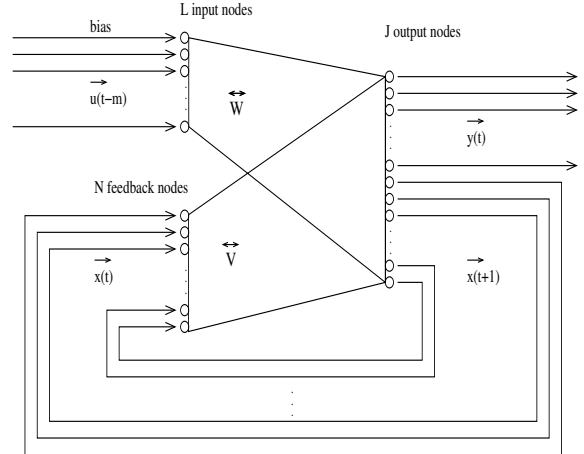 L input nodes
bias
J output nodes
u(t−m)
W
y(t)
N feedback nodes
x(t)
V
x(t+1)